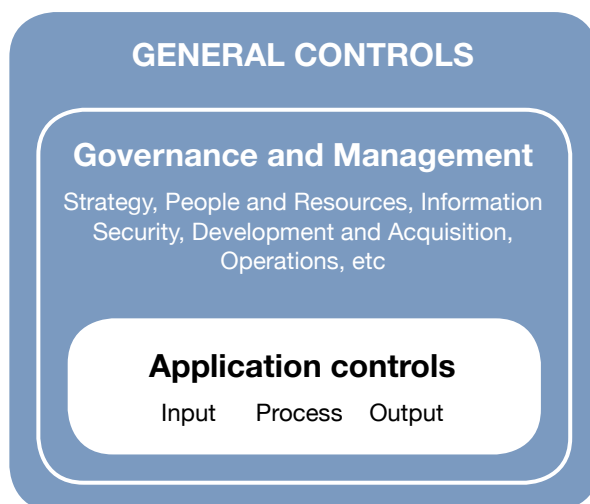 GENERAL CONTROLS
Governance and Management
Strategy, People and Resources, Information
Security, Development and Acquisition,
Operations, etc
Application controls
Input Process Output